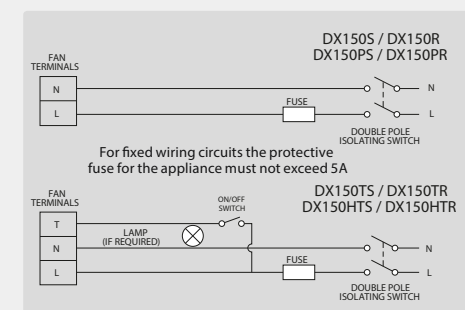 DX150S / DX150R
DX150PS / DX150PR
FAN
TERMINALS
N
L
FUSE
N
L
DOUBLE POLE
ISOLATING SWITCH
For fixed wiring circuits the protective
fuse for the appliance must not exceed 5A
DX150TS / DX150TR
DX150HTS / DX150HTR
FAN
TERMINALS
ON/OFF
SWITCH
T
LAMP
(IF REQUIRED)
N
L
FUSE
N
L
DOUBLE POLE
ISOLATING SWITCH